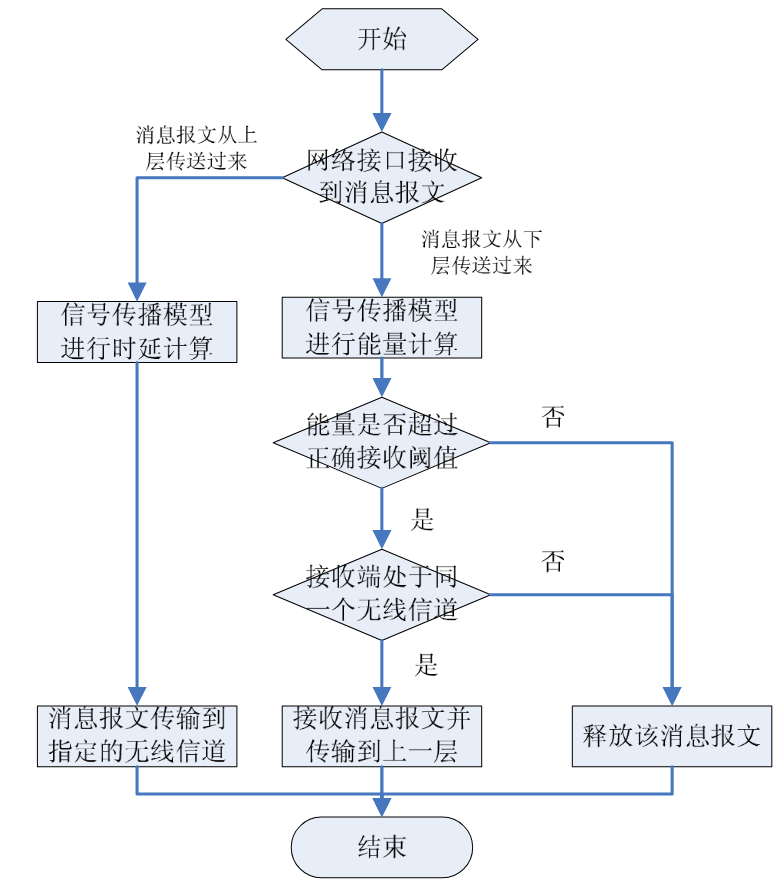 开始
消息报文从上
层传送过来
网络接口接收
到消息报文
消息报文从下
层传送过来
信号传播模型
进行时延计算
信号传播模型
进行能量计算
能量是否超过
正确接收阈值
否
是
接收端处于同
一个无线信道
否
是
消息报文传输到
指定的无线信道
接收消息报文并
传输到上一层
释放该消息报文
结束